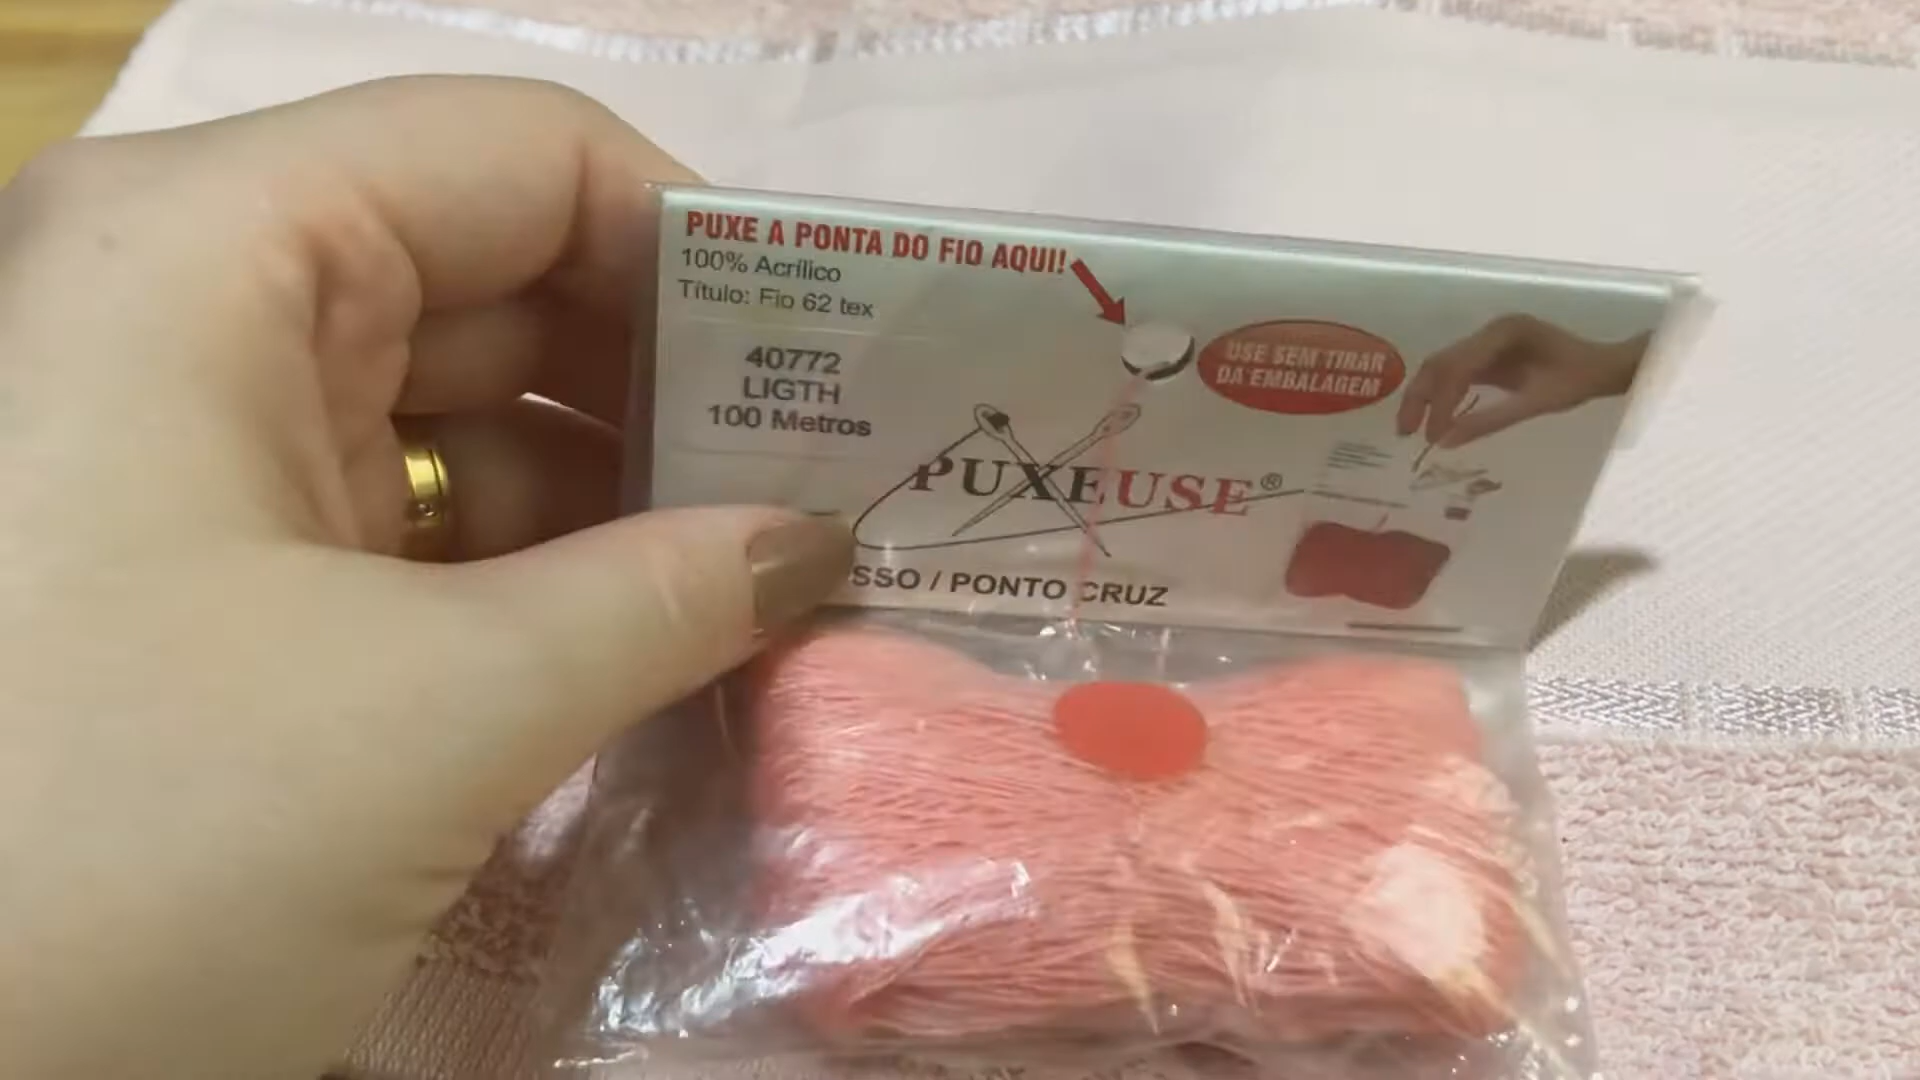 PUXE A PONTA DO FIO AQUI!
100% Acrílico
Título: Fio 62 tex
40772
LIGTH
100 Metros
USE SEM TIRAR
DA EMBALAGEM
PUXEUSE®
SSO / PONTO CRUZ